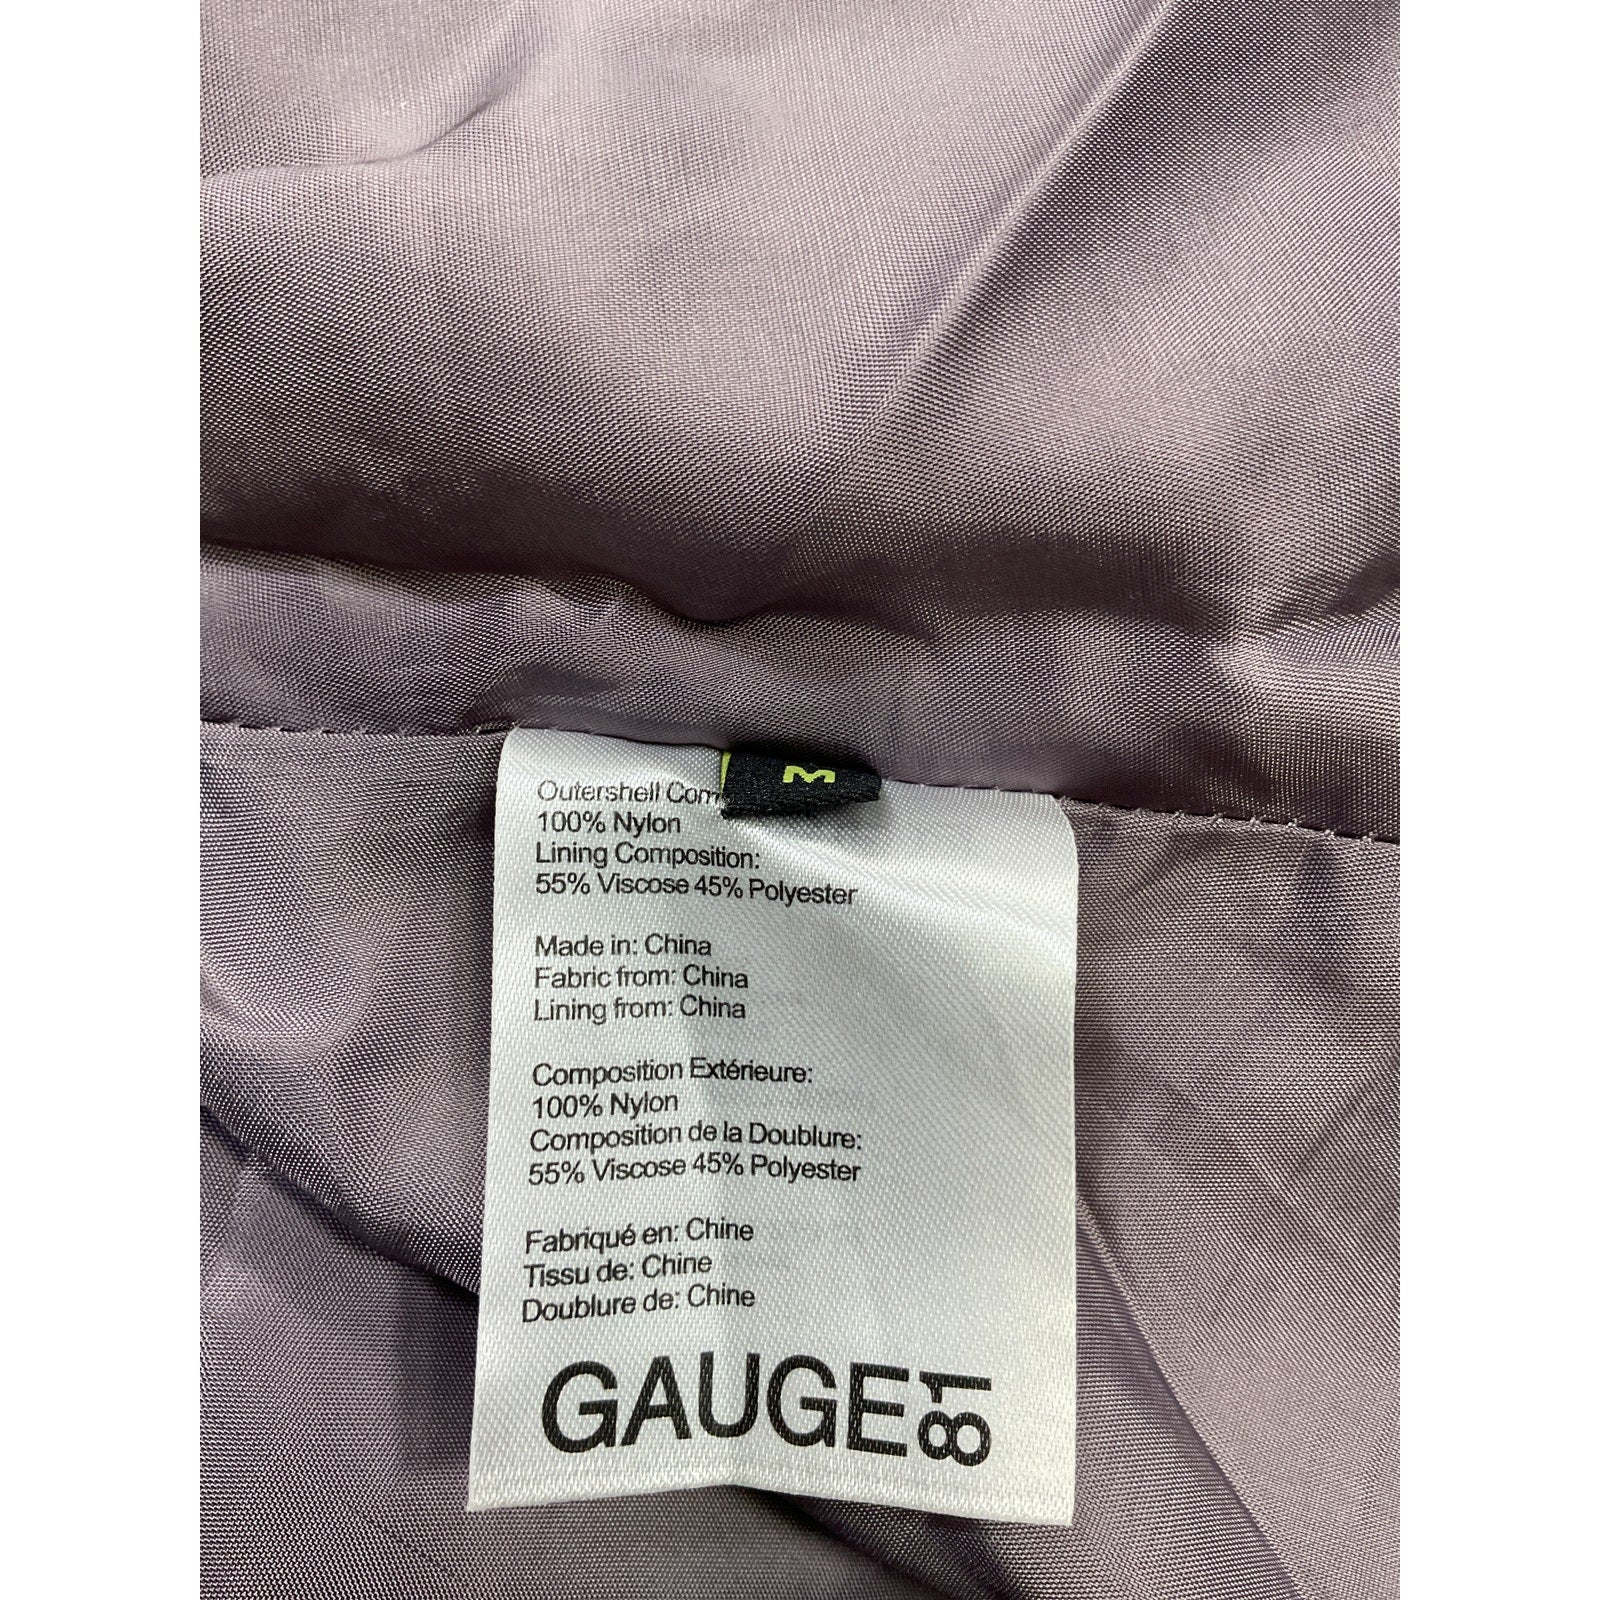 M
Outershell Com
100% Nylon
Lining Composition:
55% Viscose 45% Polyester
Made in: China
Fabric from: China
Lining from: China
Composition Extérieure:
100% Nylon
Composition de la Doublure:
55% Viscose 45% Polyester
Fabriqué en: Chine
Tissu de: Chine
Doublure de: Chine
GAUGE81